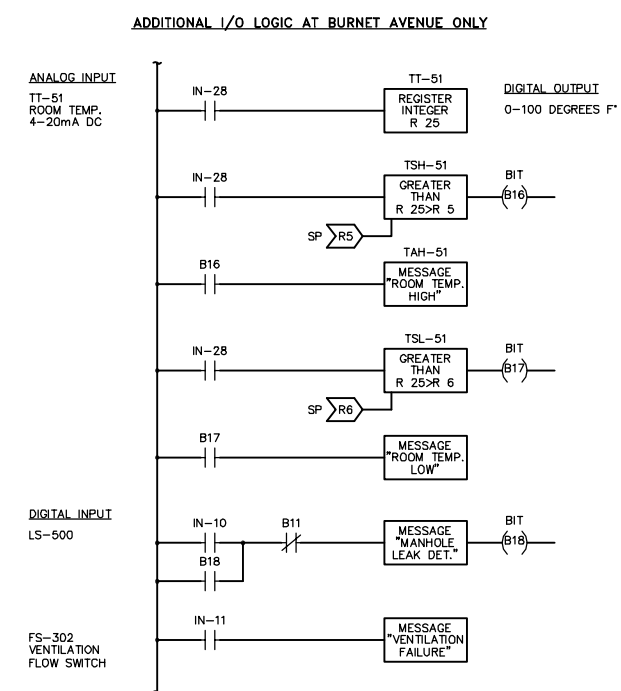 ADDITIONAL I/O LOGIC AT BURNET AVENUE ONLY
ANALOG INPUT
TT-51
ROOM TEMP.
4-20mA DC
IN-28
TT-51
REGISTER
INTEGER
R 25
DIGITAL OUTPUT
0-100 DEGREES F°
IN-28
TSH-51
GREATER
THAN
R 25>R 5
BIT
B16
SP R5
B16
TAH-51
MESSAGE
"ROOM TEMP.
HIGH"
IN-28
TSL-51
GREATER
THAN
R 25>R 6
BIT
B17
SP R6
B17
MESSAGE
"ROOM TEMP.
LOW"
DIGITAL INPUT
LS-500
IN-10
B11
B18
MESSAGE
"MANHOLE
LEAK DET."
BIT
B18
FS-302
VENTILATION
FLOW SWITCH
IN-11
MESSAGE
"VENTILATION
FAILURE"